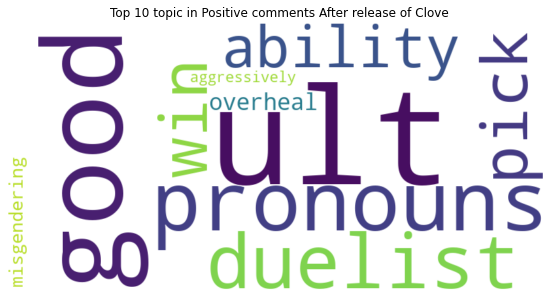 Top 10 topic in Positive comments After release of Clove
ability
aggressively
overheal
good
win
ult
pick
pronouns
misgendering
duelist